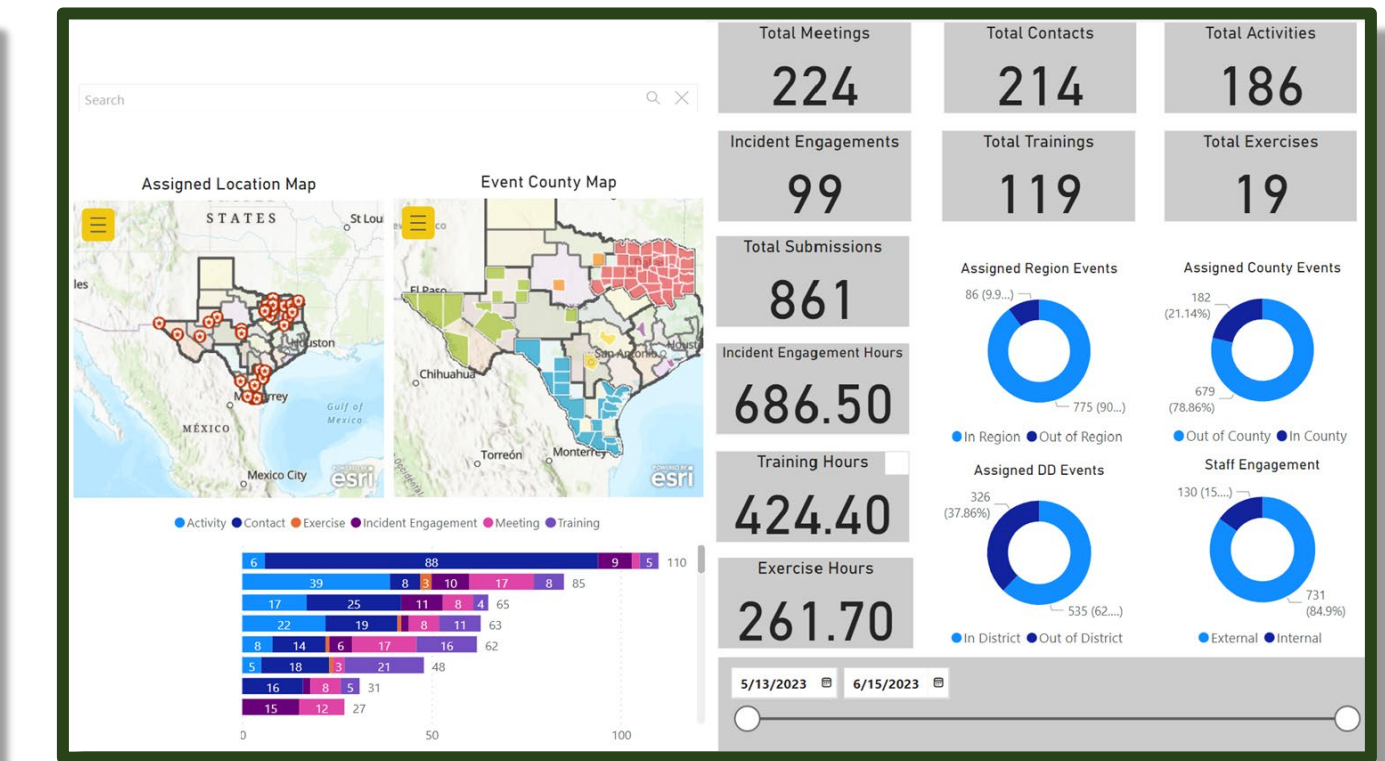 Total Meetings
224
Total Contacts
214
Total Activities
186
Search
Incident Engagements
99
Total Trainings
119
Total Exercises
19
Assigned Location Map
STATES
St Lou
les
Houston
Gulf of
Mexico
MÉXICO
Mexico City
POWERED BY
esri
Event County Map
El Paso
Dallas
San Antonio
Houst
Chihuahua
Torreón
Monterrey
POWERED BY
esri
Total Submissions
861
Incident Engagement Hours
686.50
Training Hours
424.40
Exercise Hours
261.70
Assigned Region Events
86 (9.9...)
775 (90...)
In Region Out of Region
Assigned County Events
182
(21.14%)
679
(78.86%)
Out of County In County
Assigned DD Events
326
(37.86%)
535 (62....)
In District Out of District
Staff Engagement
130 (15....)
731
(84.9%)
External Internal
Activity Contact Exercise Incident Engagement Meeting Training
6 88 9 5 110
39 8 3 10 17 8 85
17 25 11 8 4 65
22 19 8 11 63
8 14 6 17 16 62
5 18 3 21 48
16 8 5 31
15 12 27
0 50 100
5/13/2023 6/15/2023